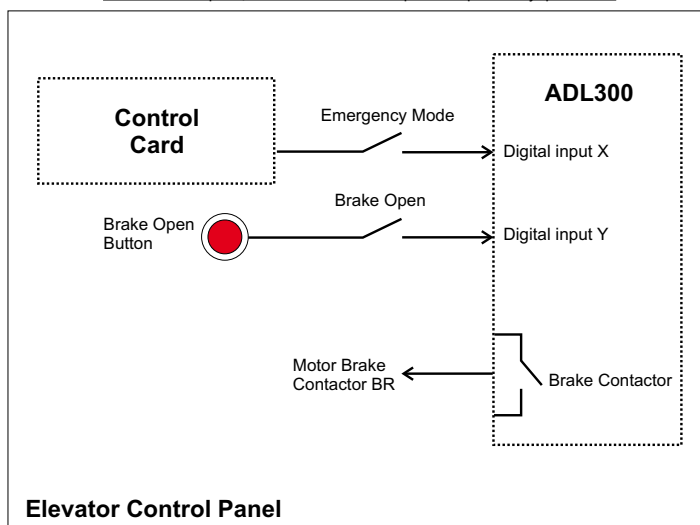 Control
Card
Emergency Mode
ADL300
Digital input X
Brake Open
Button
Brake Open
Digital input Y
Motor Brake
Contactor BR
Brake Contactor
Elevator Control Panel